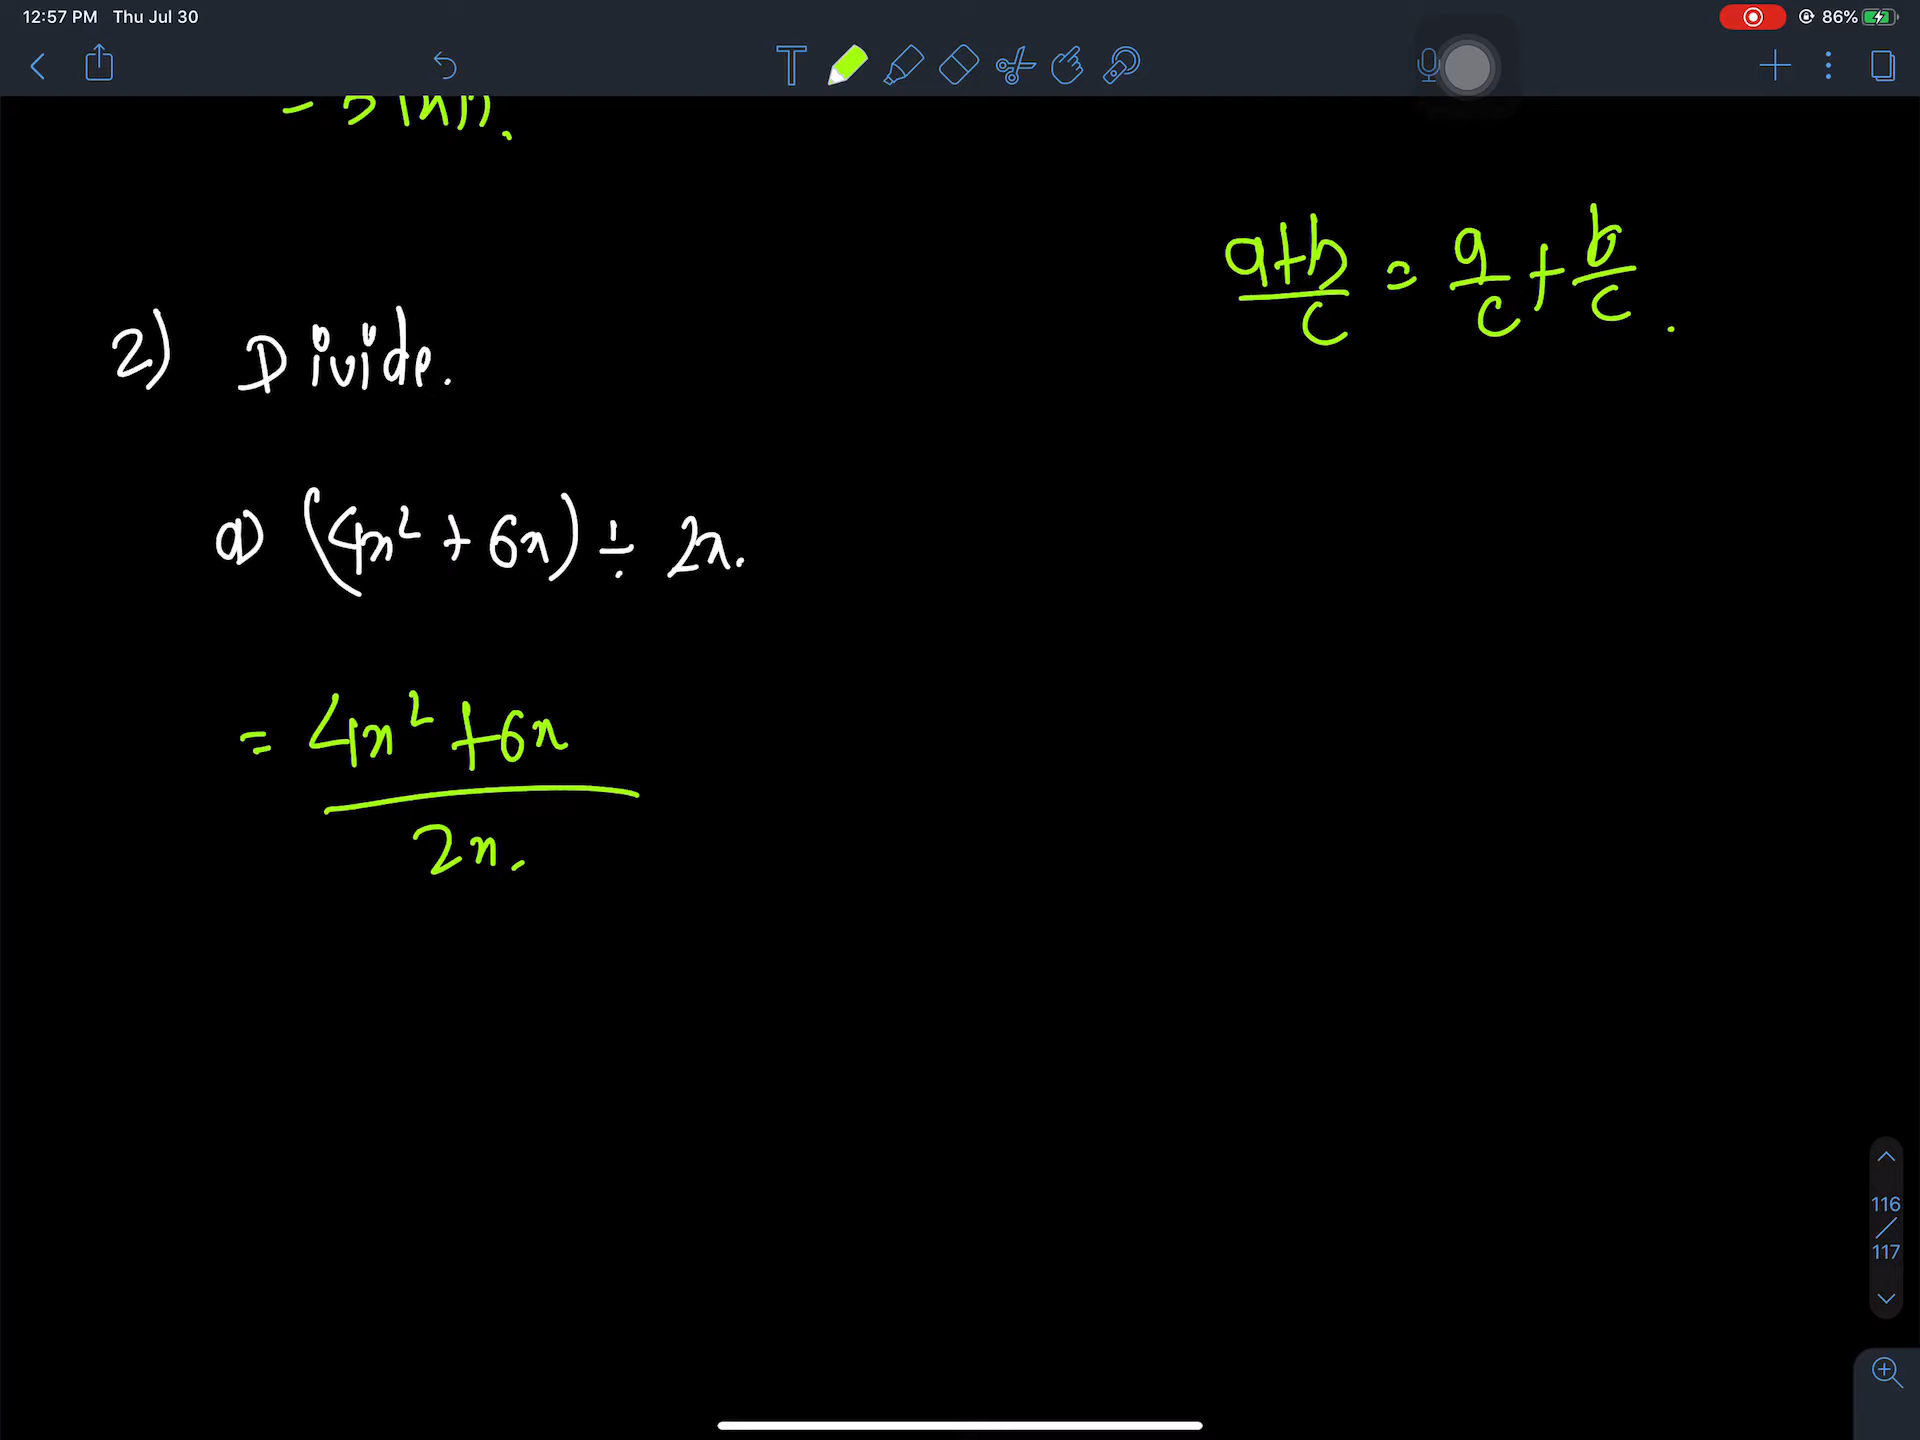 12:57 PM Thu Jul 30
86%
a+b/c = a/c + b/c.
2) Divide.
a) (4x² + 6x) ÷ 2x.
= 4x² + 6x
2x.
116
/
117